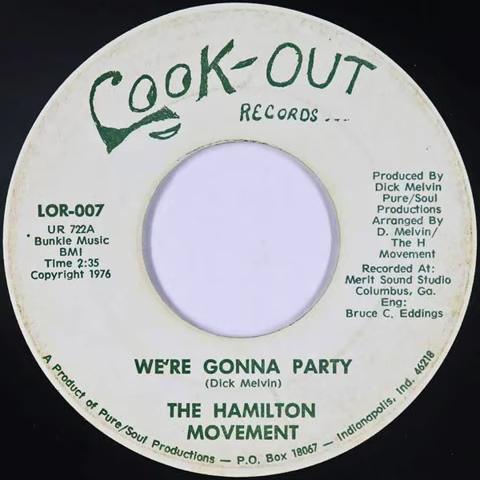 COOK-OUT
RECORDS...
LOR-007
UR 722A
Bunkie Music
BMI
Time 2:35
Copyright 1976
Produced By
Dick Melvin
Pure/Soul
Productions
Arranged By
D. Melvin/
The H
Movement
Recorded At:
Merit Sound Studio
Columbus, Ga.
Eng:
Bruce C. Eddings
WE'RE GONNA PARTY
(Dick Melvin)
THE HAMILTON
MOVEMENT
A Product of Pure/Soul Productions — P.O. Box 18067 — Indianapolis, Ind. 46218